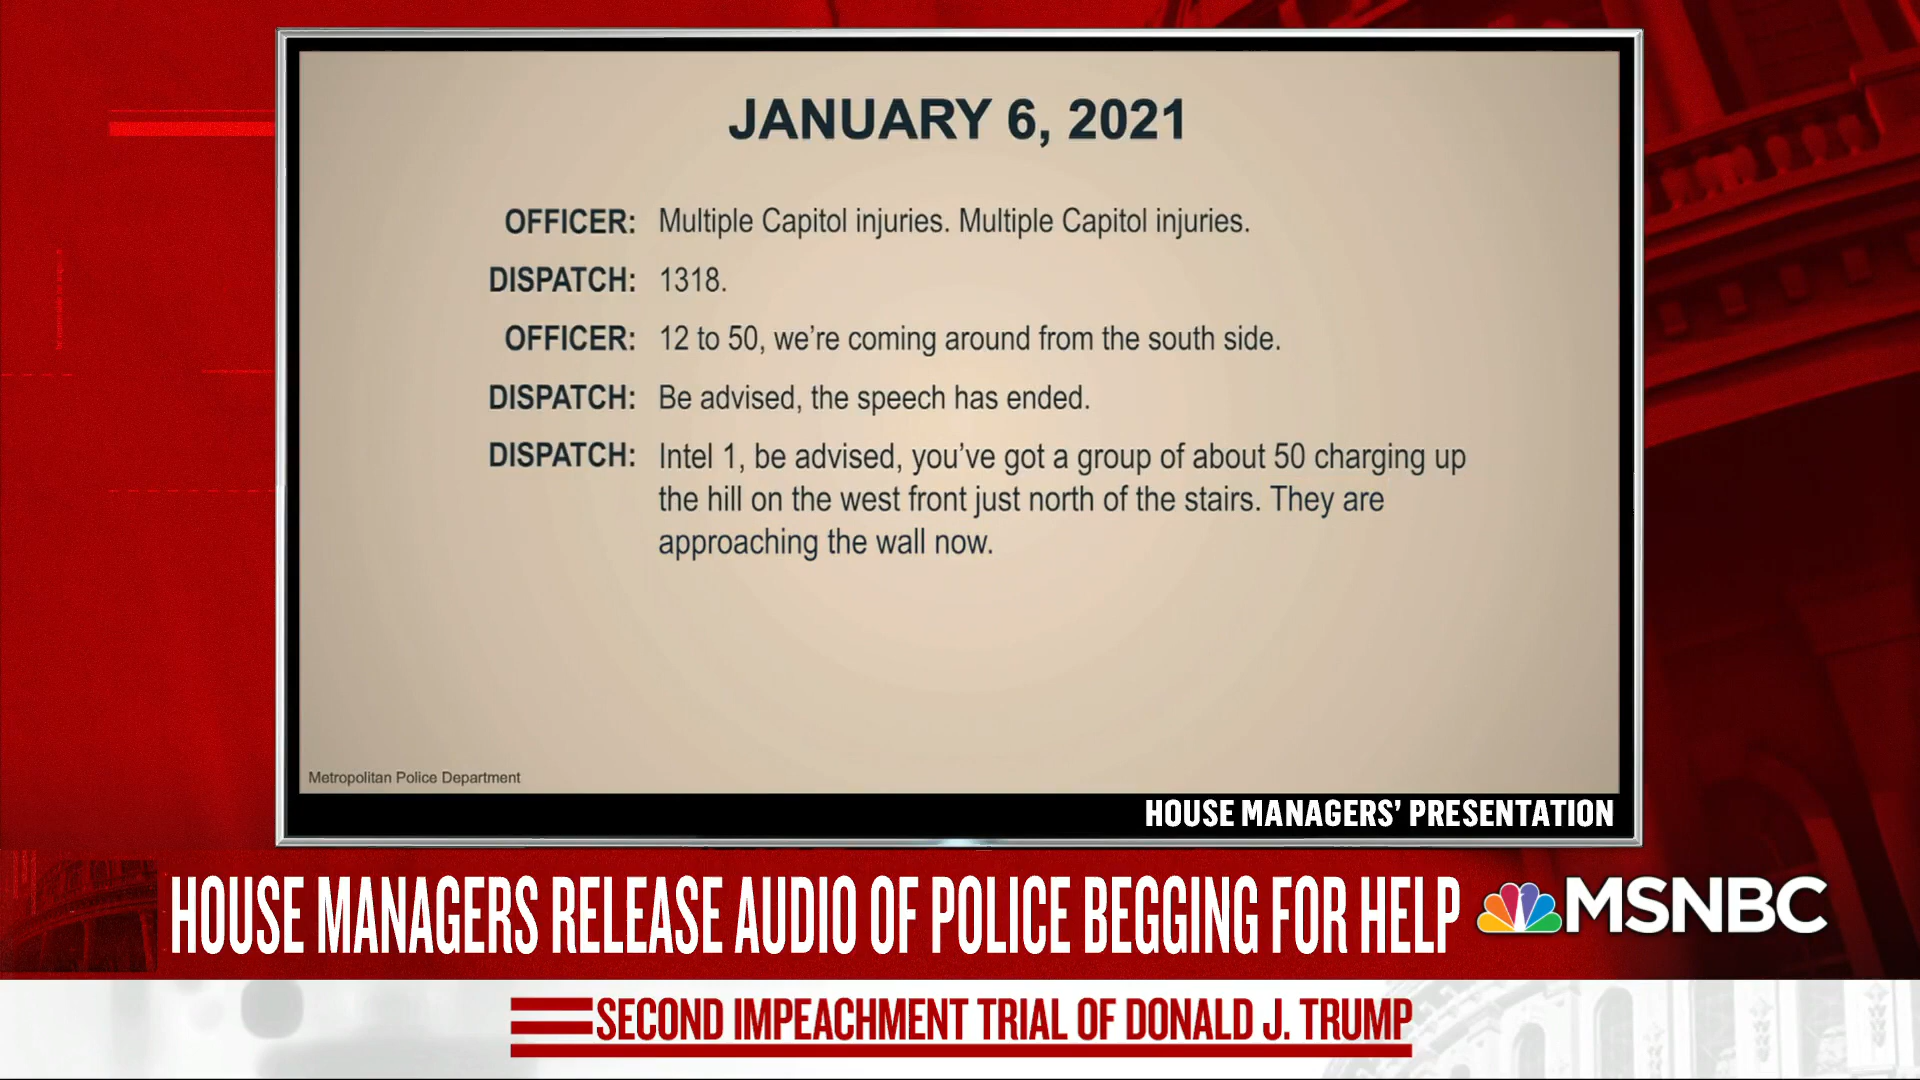 JANUARY 6, 2021
OFFICER: Multiple Capitol injuries. Multiple Capitol injuries.
DISPATCH: 1318.
OFFICER: 12 to 50, we’re coming around from the south side.
DISPATCH: Be advised, the speech has ended.
DISPATCH: Intel 1, be advised, you’ve got a group of about 50 charging up
the hill on the west front just north of the stairs. They are
approaching the wall now.
Metropolitan Police Department
HOUSE MANAGERS’ PRESENTATION
HOUSE MANAGERS RELEASE AUDIO OF POLICE BEGGING FOR HELP
MSNBC
SECOND IMPEACHMENT TRIAL OF DONALD J. TRUMP